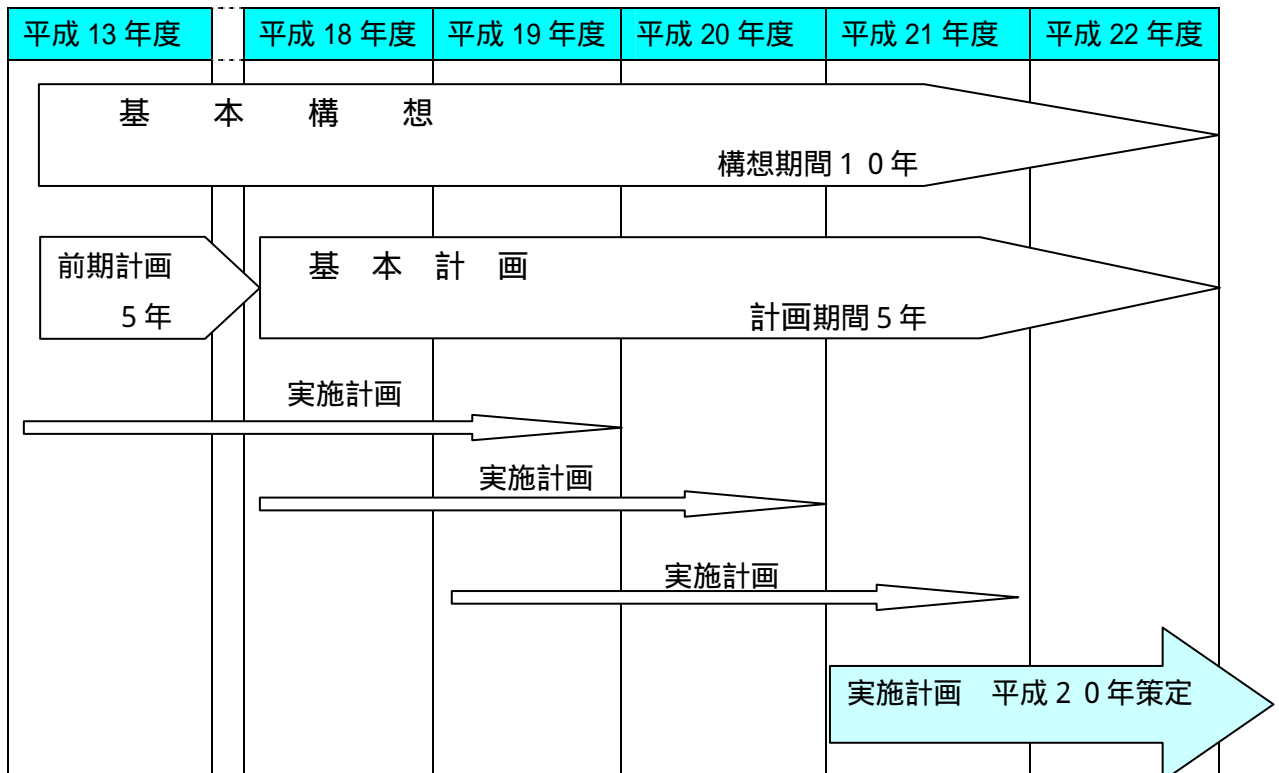 平成 13 年度
平成 18 年度
平成 19 年度
平成 20 年度
平成 21 年度
平成 22 年度
基　本　構　想
構想期間１０年
前期計画
５年
基　本　計　画
計画期間５年
実施計画
実施計画
実施計画
実施計画　平成２０年策定